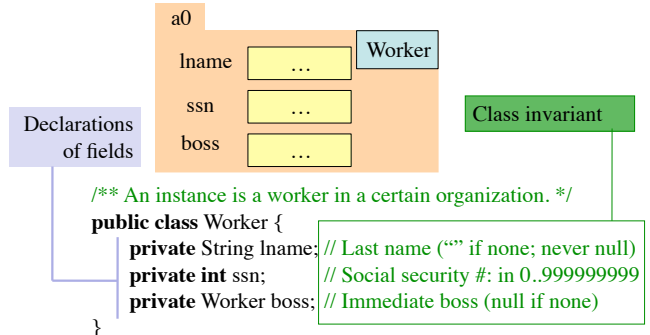 a0
Worker
lname
...
ssn
...
boss
...
Declarations
of fields
Class invariant
/** An instance is a worker in a certain organization. */
public class Worker {
private String lname; // Last name (“” if none; never null)
private int ssn; // Social security #: in 0..999999999
private Worker boss; // Immediate boss (null if none)
}